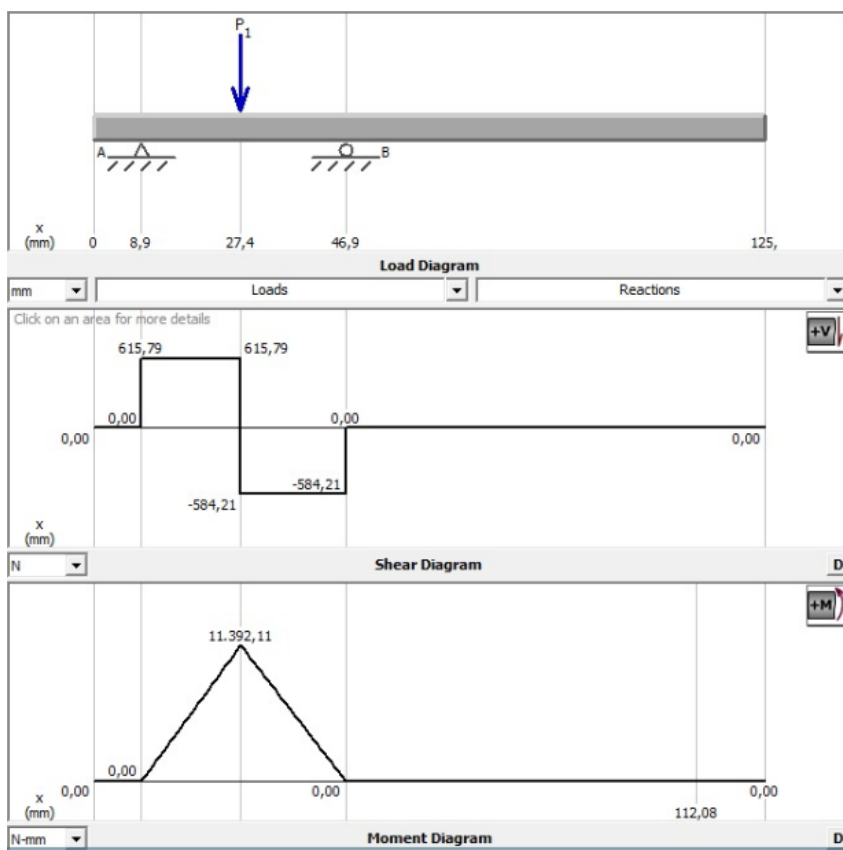 P1
A B
x
(mm) 0 8,9 27,4 46,9 125,
Load Diagram
mm Loads Reactions
Click on an area for more details
+V
615,79 615,79
0,00 0,00
0,00 0,00
-584,21
-584,21
x
(mm)
N Shear Diagram D
+M
11.392,11
0,00
0,00 0,00 0,00
x
(mm) 112,08
N-mm Moment Diagram D